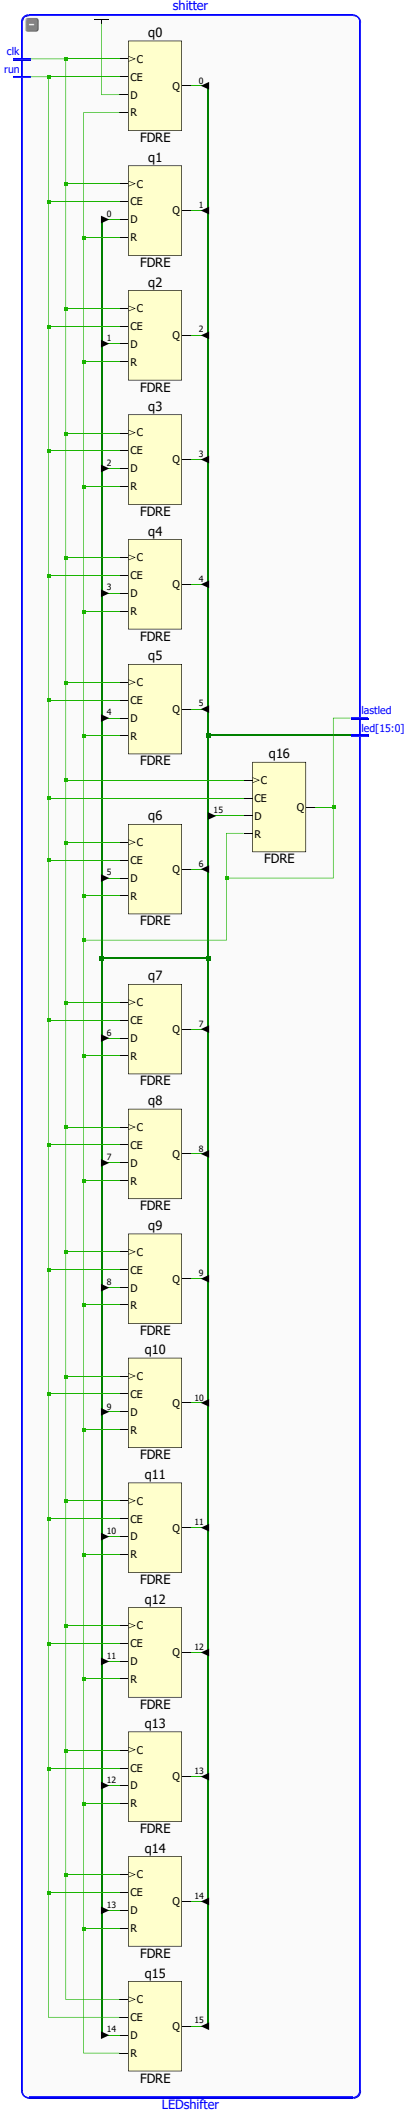 shitter
clk
run
q0
C
CE
D
R
Q
0
FDRE
q1
C
CE
0
D
R
Q
1
FDRE
q2
C
CE
1
D
R
Q
2
FDRE
q3
C
CE
2
D
R
Q
3
FDRE
q4
C
CE
3
D
R
Q
4
FDRE
q5
C
CE
4
D
R
Q
5
FDRE
lastled
led[15:0]
q16
C
CE
15
D
R
Q
FDRE
q6
C
CE
5
D
R
Q
6
FDRE
q7
C
CE
6
D
R
Q
7
FDRE
q8
C
CE
7
D
R
Q
8
FDRE
q9
C
CE
8
D
R
Q
9
FDRE
q10
C
CE
9
D
R
Q
10
FDRE
q11
C
CE
10
D
R
Q
11
FDRE
q12
C
CE
11
D
R
Q
12
FDRE
q13
C
CE
12
D
R
Q
13
FDRE
q14
C
CE
13
D
R
Q
14
FDRE
q15
C
CE
14
D
R
Q
15
FDRE
LEDshifter